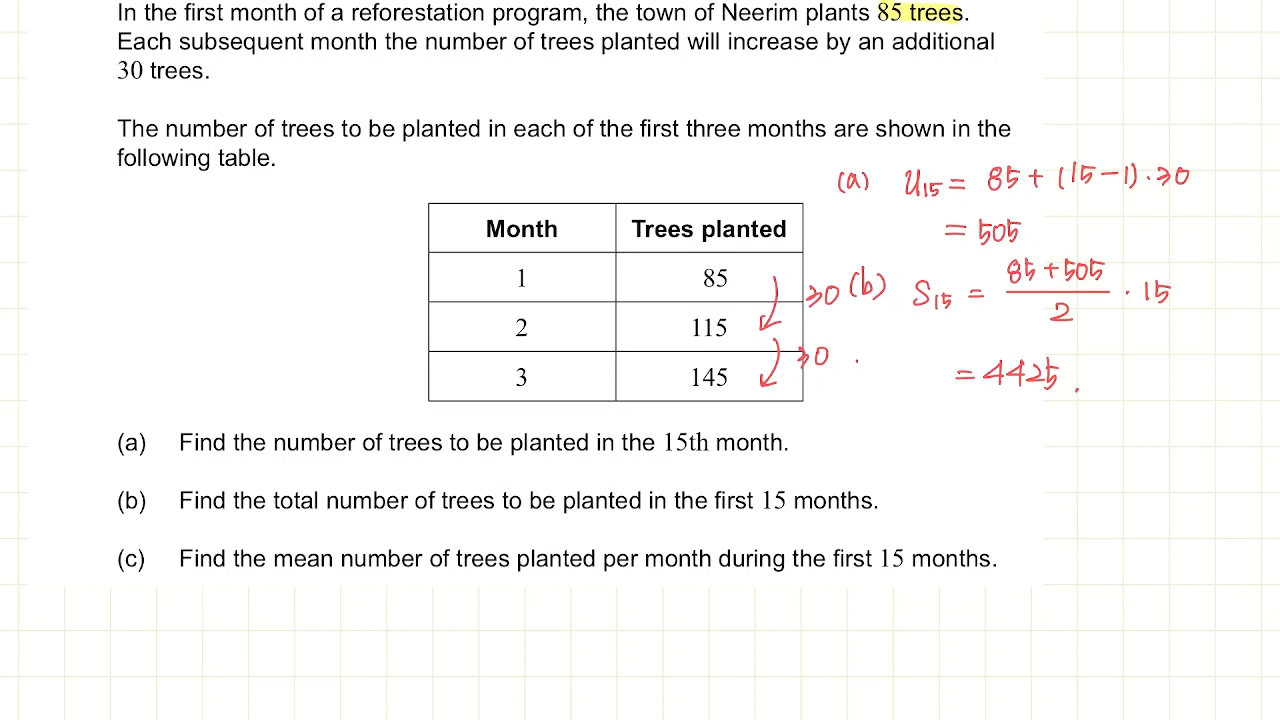 In the first month of a reforestation program, the town of Neerim plants 85 trees.
Each subsequent month the number of trees planted will increase by an additional
30 trees.
The number of trees to be planted in each of the first three months are shown in the
following table.
Month Trees planted
1 85
2 115
3 145
30
30
(a) U15 = 85 + (15 - 1) · 30
= 505
(b) S15 = \frac{85 + 505}{2} · 15
= 4425.
(a) Find the number of trees to be planted in the 15th month.
(b) Find the total number of trees to be planted in the first 15 months.
(c) Find the mean number of trees planted per month during the first 15 months.